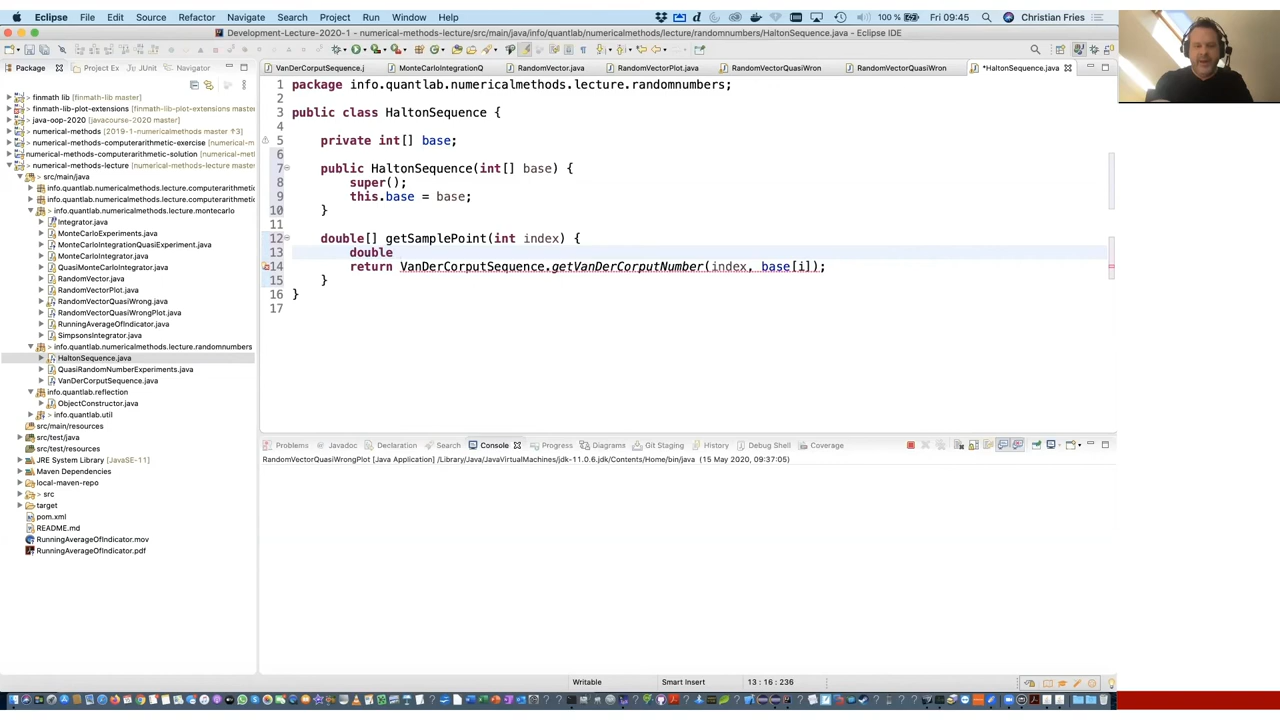 Eclipse File Edit Source Refactor Navigate Search Project Run Window Help 100 % Fri 09:45 Christian Fries
Development-Lecture-2020-1 - numerical-methods-lecture/src/main/java/info/quantlab/numericalmethods/lecture/randomnumbers/HaltonSequence.java - Eclipse IDE
Package Project Ex JUnit Navigator
VanDerCorputSequence.j MonteCarloIntegrationQ RandomVector.java RandomVectorPlot.java RandomVectorQuasiWron RandomVectorQuasiWron *HaltonSequence.java
finmath lib [finmath-lib master]
finmath-lib-plot-extensions [finmath-lib-plot-extensions master]
java-oop-2020 [javacourse-2020 master]
numerical-methods [2019-1-numericalmethods master ↑3]
numerical-methods-computerarithmetic-exercise
numerical-methods-computerarithmetic-solution
numerical-methods-lecture
src/main/java
info.quantlab.numericalmethods.lecture.computerarithmetic
info.quantlab.numericalmethods.lecture.computerarithmetic
> info.quantlab.numericalmethods.lecture.montecarlo
Integrator.java
MonteCarloExperiments.java
MonteCarloIntegrationQuasiExperiment.java
MonteCarloIntegrator.java
QuasiMonteCarloIntegrator.java
RandomVector.java
RandomVectorPlot.java
RandomVectorQuasiWrong.java
RandomVectorQuasiWrongPlot.java
RunningAverageOfIndicator.java
SimpsonsIntegrator.java
> info.quantlab.numericalmethods.lecture.randomnumbers
HaltonSequence.java
QuasiRandomNumberExperiments.java
VanDerCorputSequence.java
info.quantlab.reflection
ObjectConstructor.java
> info.quantlab.util
src/main/resources
src/test/java
src/test/resources
JRE System Library [JavaSE-11]
Maven Dependencies
local-maven-repo
> src
target
pom.xml
README.md
RunningAverageOfIndicator.mov
RunningAverageOfIndicator.pdf
1 package info.quantlab.numericalmethods.lecture.randomnumbers;
2
3 public class HaltonSequence {
4
5 private int[] base;
6
7 public HaltonSequence(int[] base) {
8 super();
9 this.base = base;
10 }
11
12 double[] getSamplePoint(int index) {
13 double
14 return VanDerCorputSequence.getVanDerCorputNumber(index, base[i]);
15 }
16 }
17
Problems Javadoc Declaration Search Console Progress Diagrams Git Staging History Debug Shell Coverage
RandomVectorQuasiWrongPlot [Java Application] /Library/Java/JavaVirtualMachines/jdk-11.0.6.jdk/Contents/Home/bin/java (15 May 2020, 09:37:05)
Writable Smart Insert 13 : 16 : 236